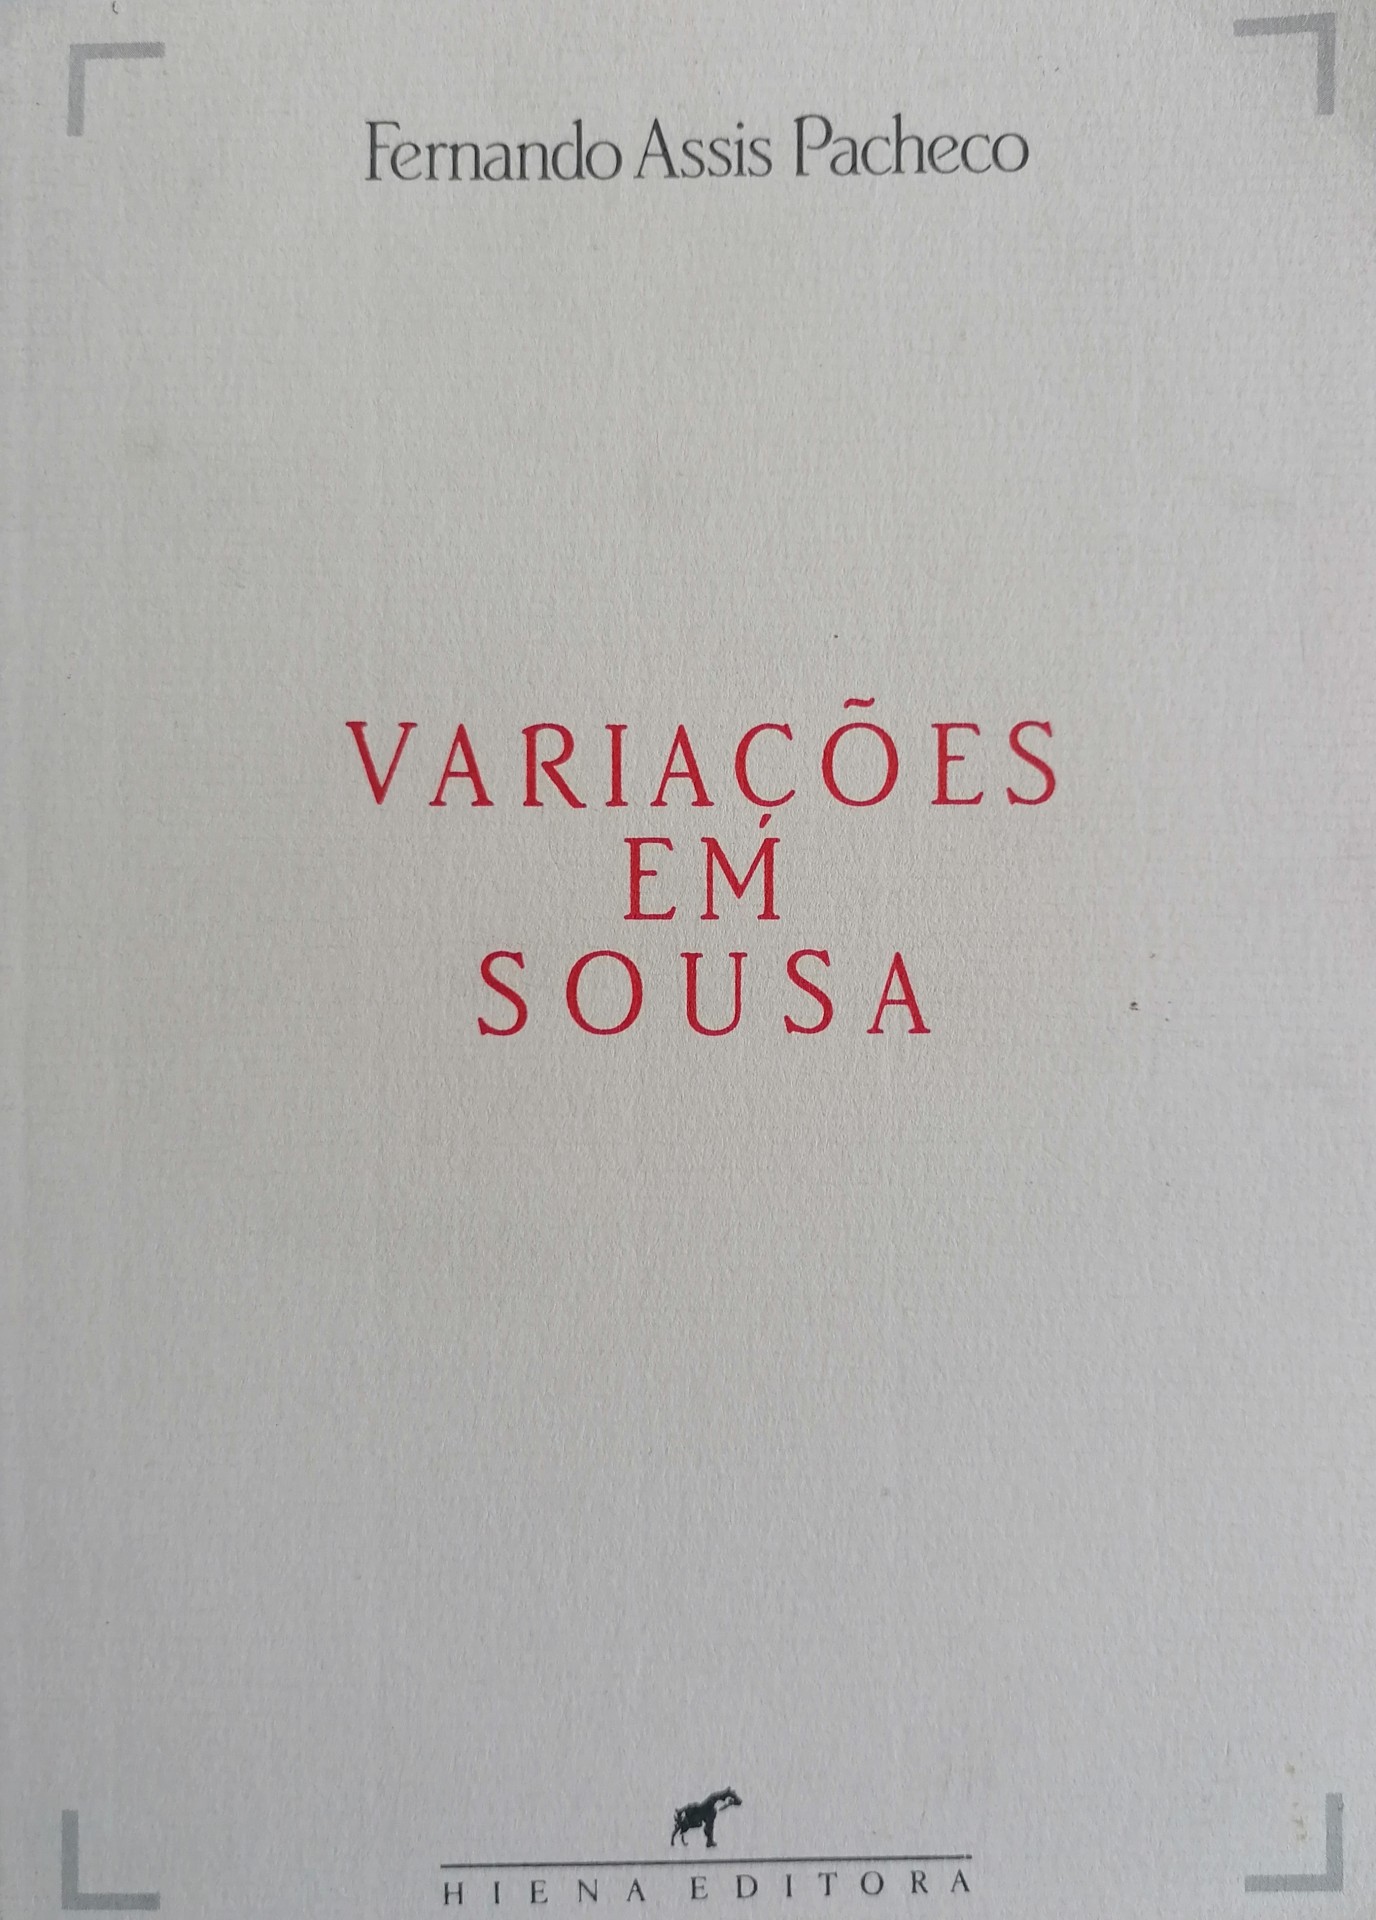 Fernando Assis Pacheco
VARIAÇÕES
EM
SOUSA
HIENA EDITORA